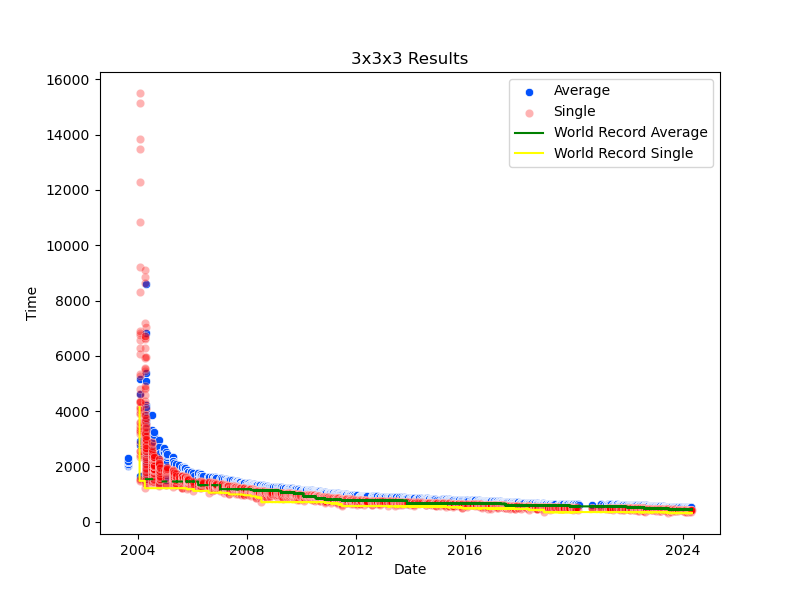 3x3x3 Results
Average
Single
World Record Average
World Record Single
Time
16000
14000
12000
10000
8000
6000
4000
2000
0
2004
2008
2012
2016
2020
2024
Date